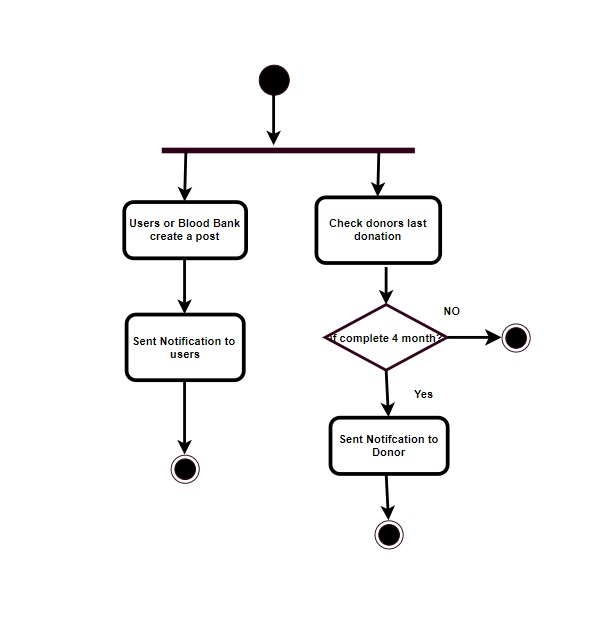 Users or Blood Bank
create a post
Check donors last
donation
Sent Notification to
users
If complete 4 month?
NO
Yes
Sent Notifcation to
Donor